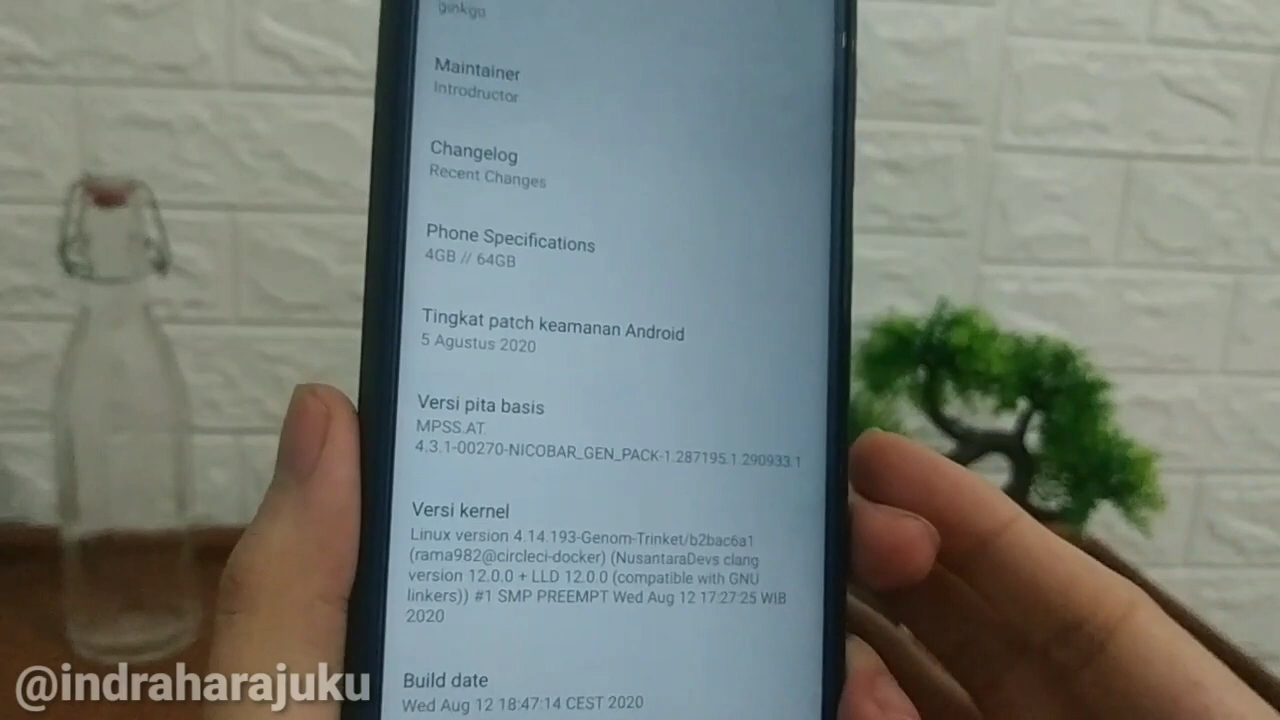 ginkgo
Maintainer
Introdructor
Changelog
Recent Changes
Phone Specifications
4GB // 64GB
Tingkat patch keamanan Android
5 Agustus 2020
Versi pita basis
MPSS.AT.
4.3.1-00270-NICOBAR_GEN_PACK-1.287195.1.290933.1
Versi kernel
Linux version 4.14.193-Genom-Trinket/b2bac6a1
(rama982@circleci-docker) (NusantaraDevs clang
version 12.0.0 + LLD 12.0.0 (compatible with GNU
linkers)) #1 SMP PREEMPT Wed Aug 12 17:27:25 WIB
2020
Build date
Wed Aug 12 18:47:14 CEST 2020
@indraharajuku